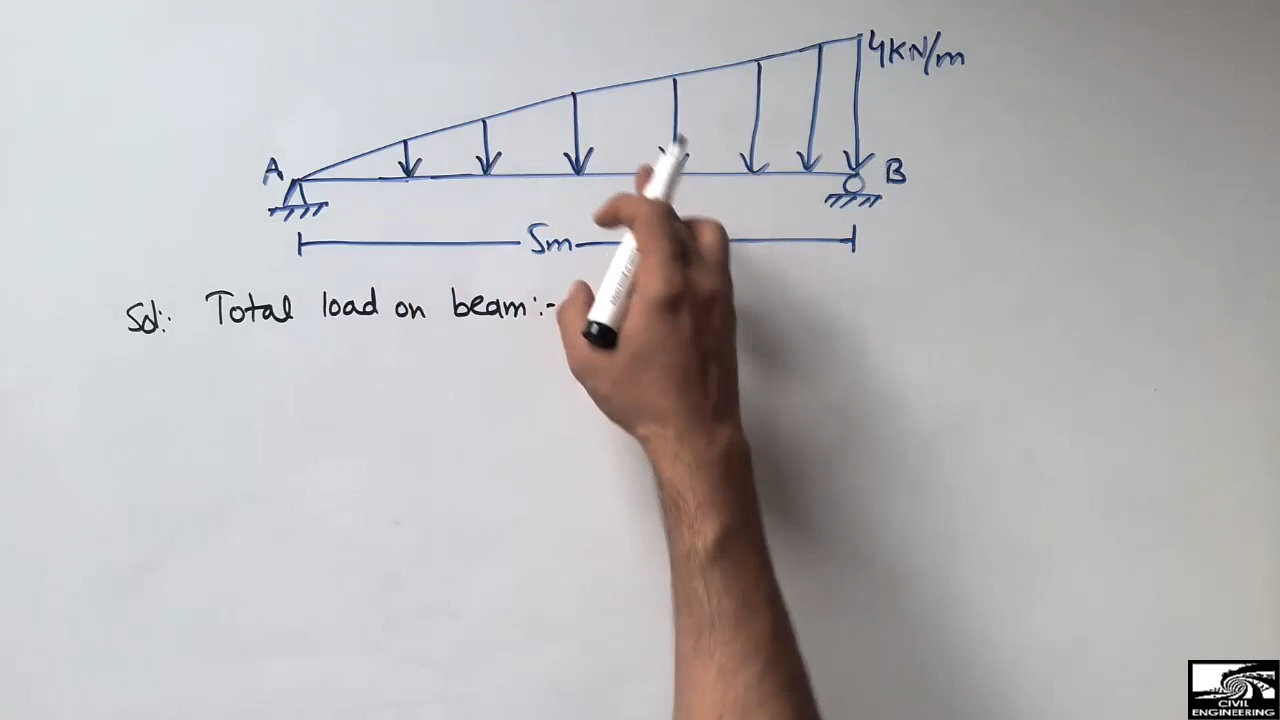 4KN/m
A
B
5m
Sol:. Total load on beam:-
CIVIL
ENGINEERING